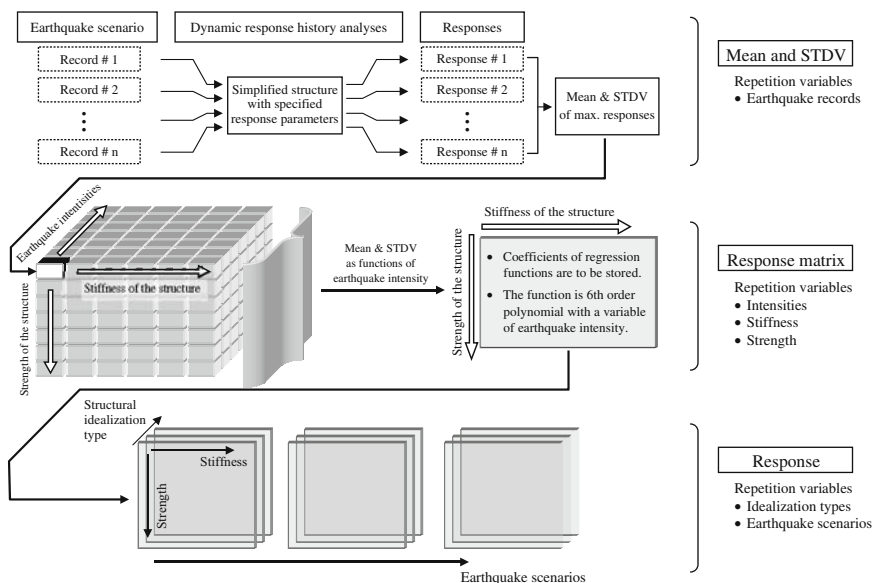 Earthquake scenario
Dynamic response history analyses
Responses
Record # 1
Record # 2
Record # n
Simplified structure
with specified
response parameters
Response # 1
Response # 2
Response # n
Mean & STDV
of max. responses
Mean and STDV
Repetition variables
• Earthquake records
Earthquake intentisities
Stiffness of the structure
Strength of the structure
Mean & STDV
as functions of
earthquake intensity
Stiffness of the structure
Strength of the structure
• Coefficients of regression
functions are to be stored.
• The function is 6th order
polynomial with a variable
of earthquake intensity.
Response matrix
Repetition variables
• Intensities
• Stiffness
• Strength
Structural
idealization
type
Stiffness
Strength
Earthquake scenarios
Response
Repetition variables
• Idealization types
• Earthquake scenarios